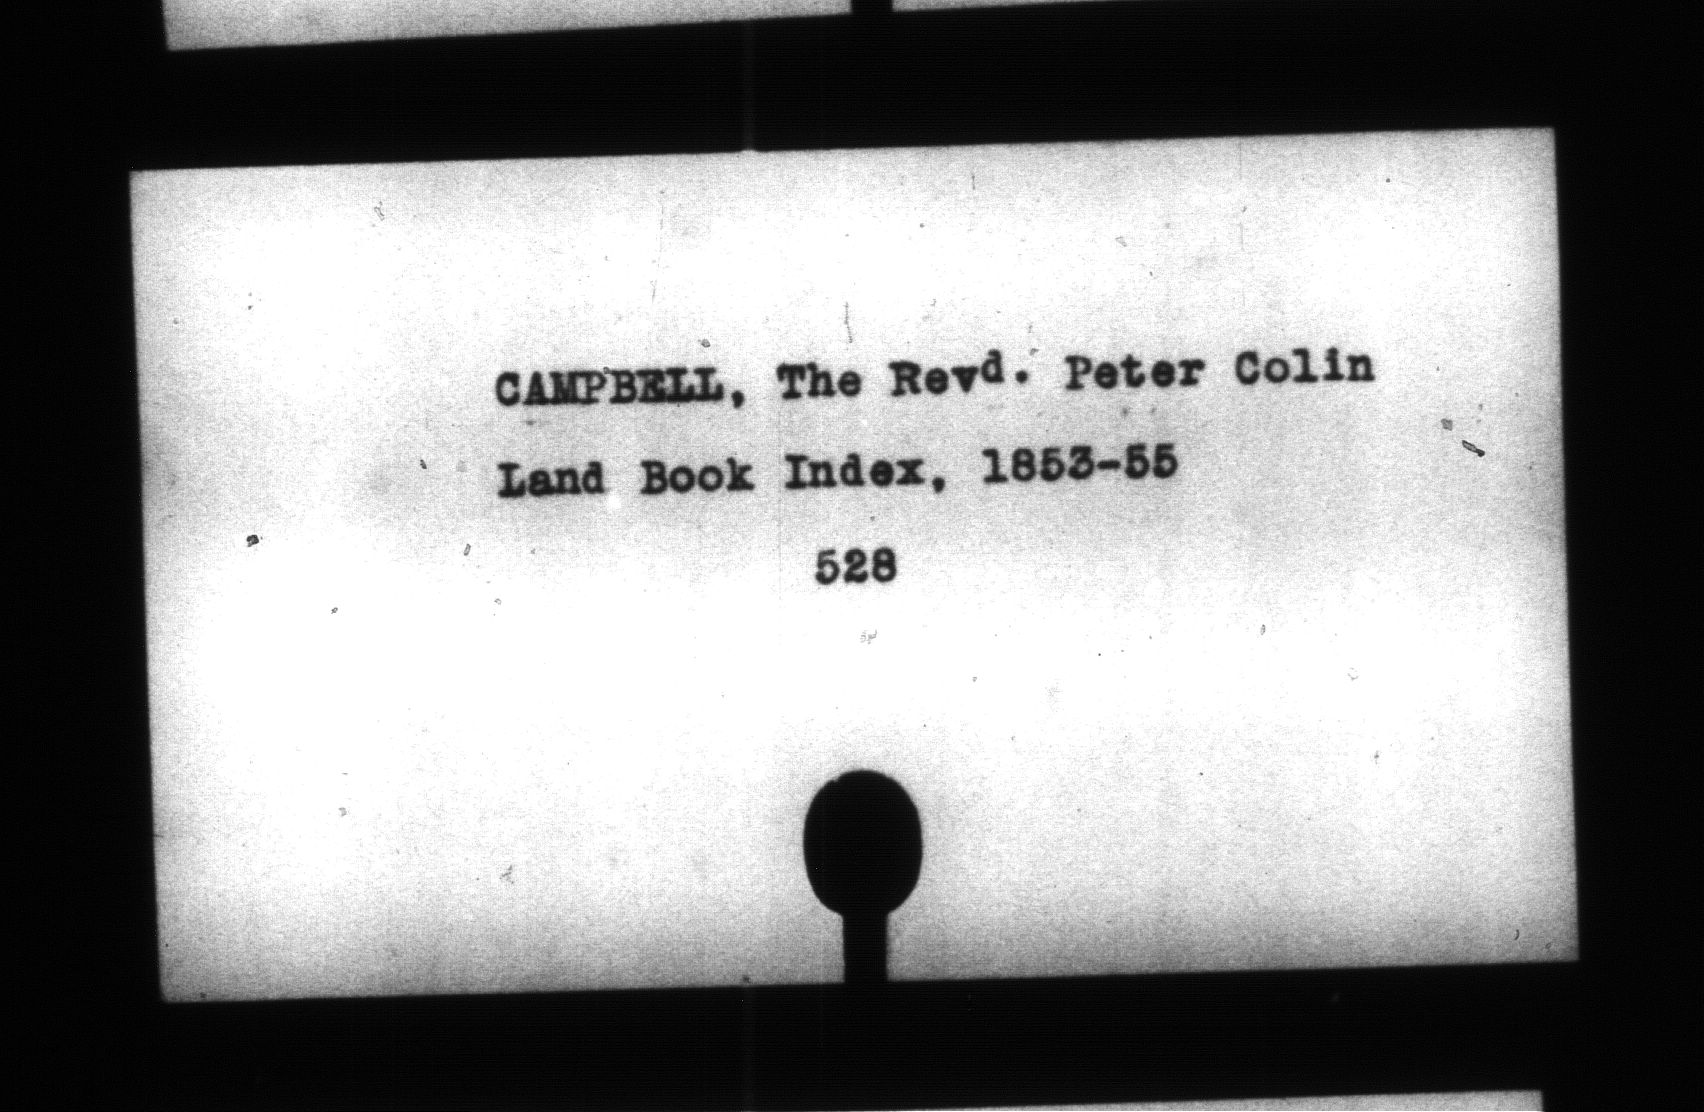 CAMPBELL, The Revd. Peter Colin
Land Book Index, 1853-55
528